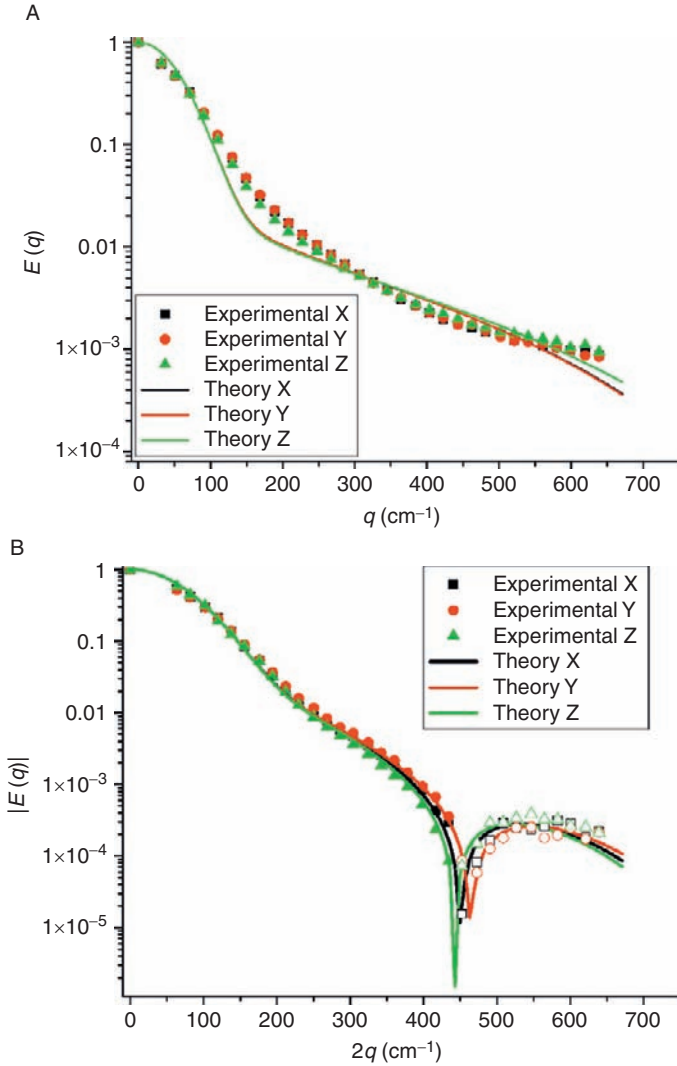 A
1
0.1
0.01
1×10⁻³
1×10⁻⁴
E (q)
Experimental X
Experimental Y
Experimental Z
Theory X
Theory Y
Theory Z
0 100 200 300 400 500 600 700
q (cm⁻¹)
B
1
0.1
0.01
1×10⁻³
1×10⁻⁴
1×10⁻⁵
|E (q)|
Experimental X
Experimental Y
Experimental Z
Theory X
Theory Y
Theory Z
0 100 200 300 400 500 600 700
2q (cm⁻¹)